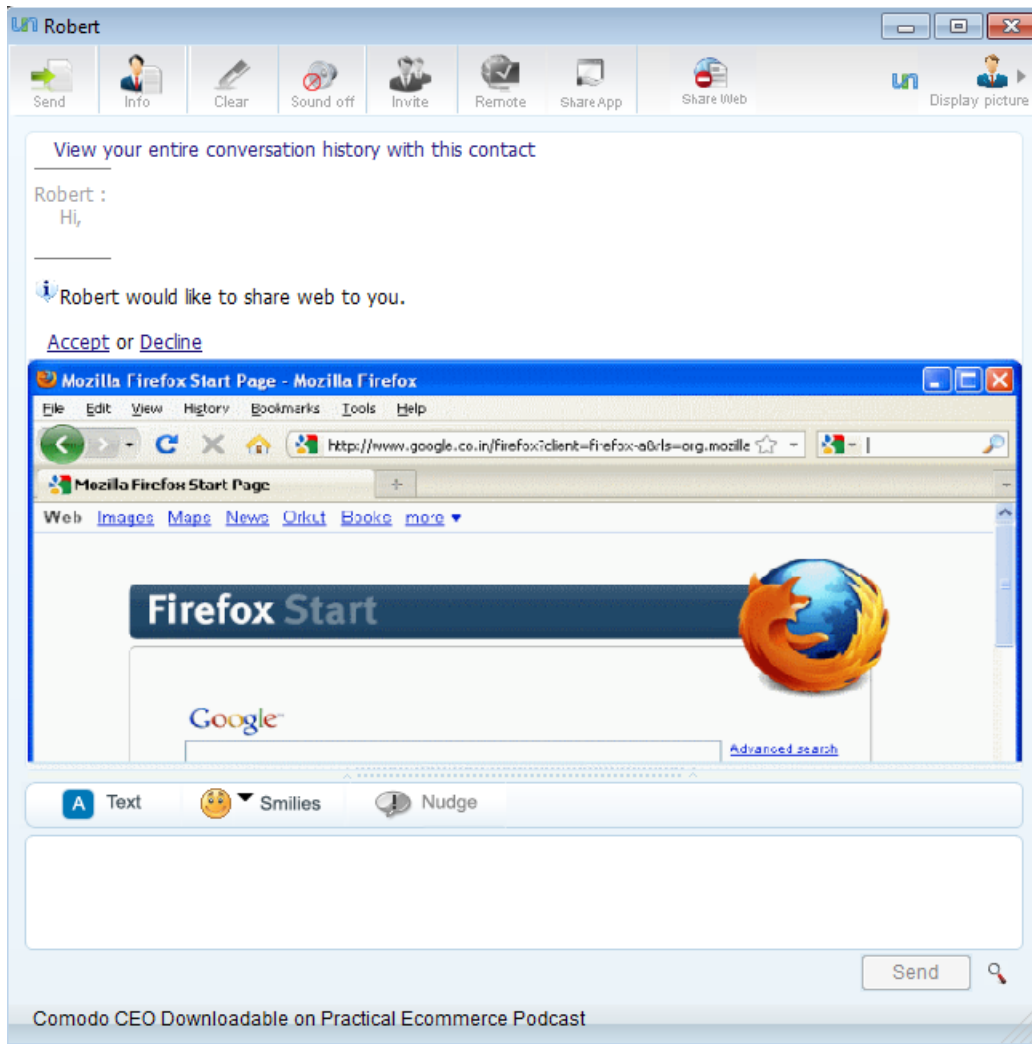 un Robert
Send Info Clear Sound off Invite Remote Share App Share Web un Display picture
View your entire conversation history with this contact
Robert :
Hi,
Robert would like to share web to you.
Accept or Decline
Mozilla Firefox Start Page - Mozilla Firefox
File Edit View History Bookmarks Tools Help
http://www.google.co.in/firefox?client=firefox-a&rls=org.mozille
Mozilla Firefox Start Page
Web Images Maps News Orkut Books more ▼
Firefox Start
Google
Advanced search
A Text Smilies Nudge
Send
Comodo CEO Downloadable on Practical Ecommerce Podcast